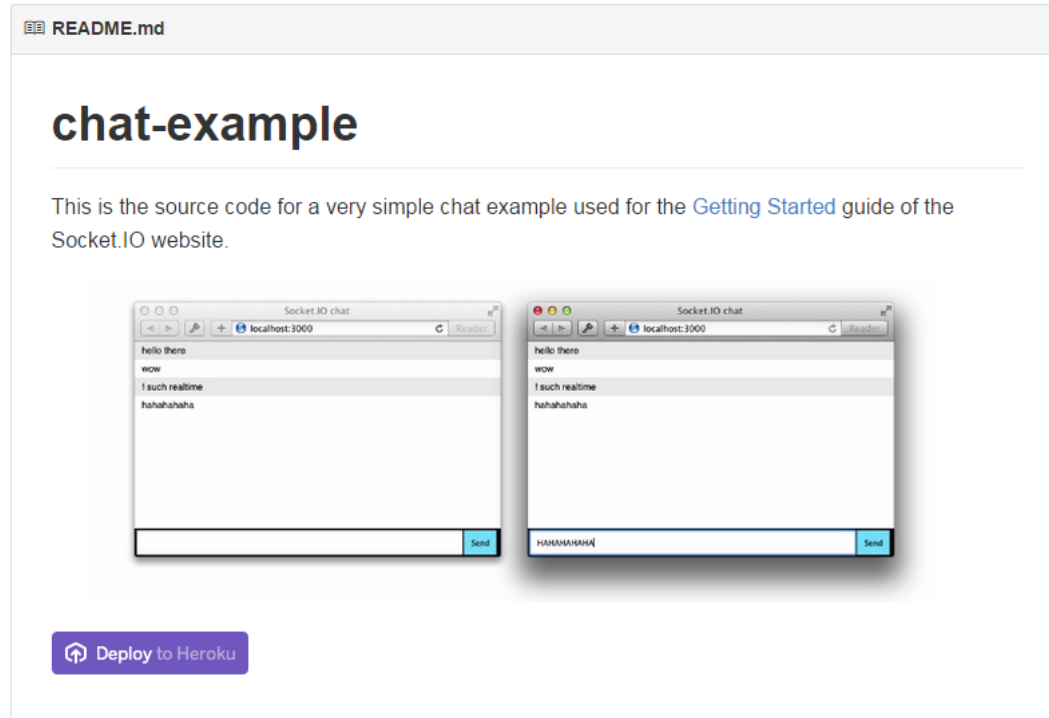 README.md
chat-example
This is the source code for a very simple chat example used for the Getting Started guide of the
Socket.IO website.
Socket.IO chat
localhost:3000
Reader
hello there
wow
! such realtime
hahahahaha
Send
Socket.IO chat
localhost:3000
Reader
hello there
wow
! such realtime
hahahahaha
HAHAHAHAHA
Send
Deploy to Heroku